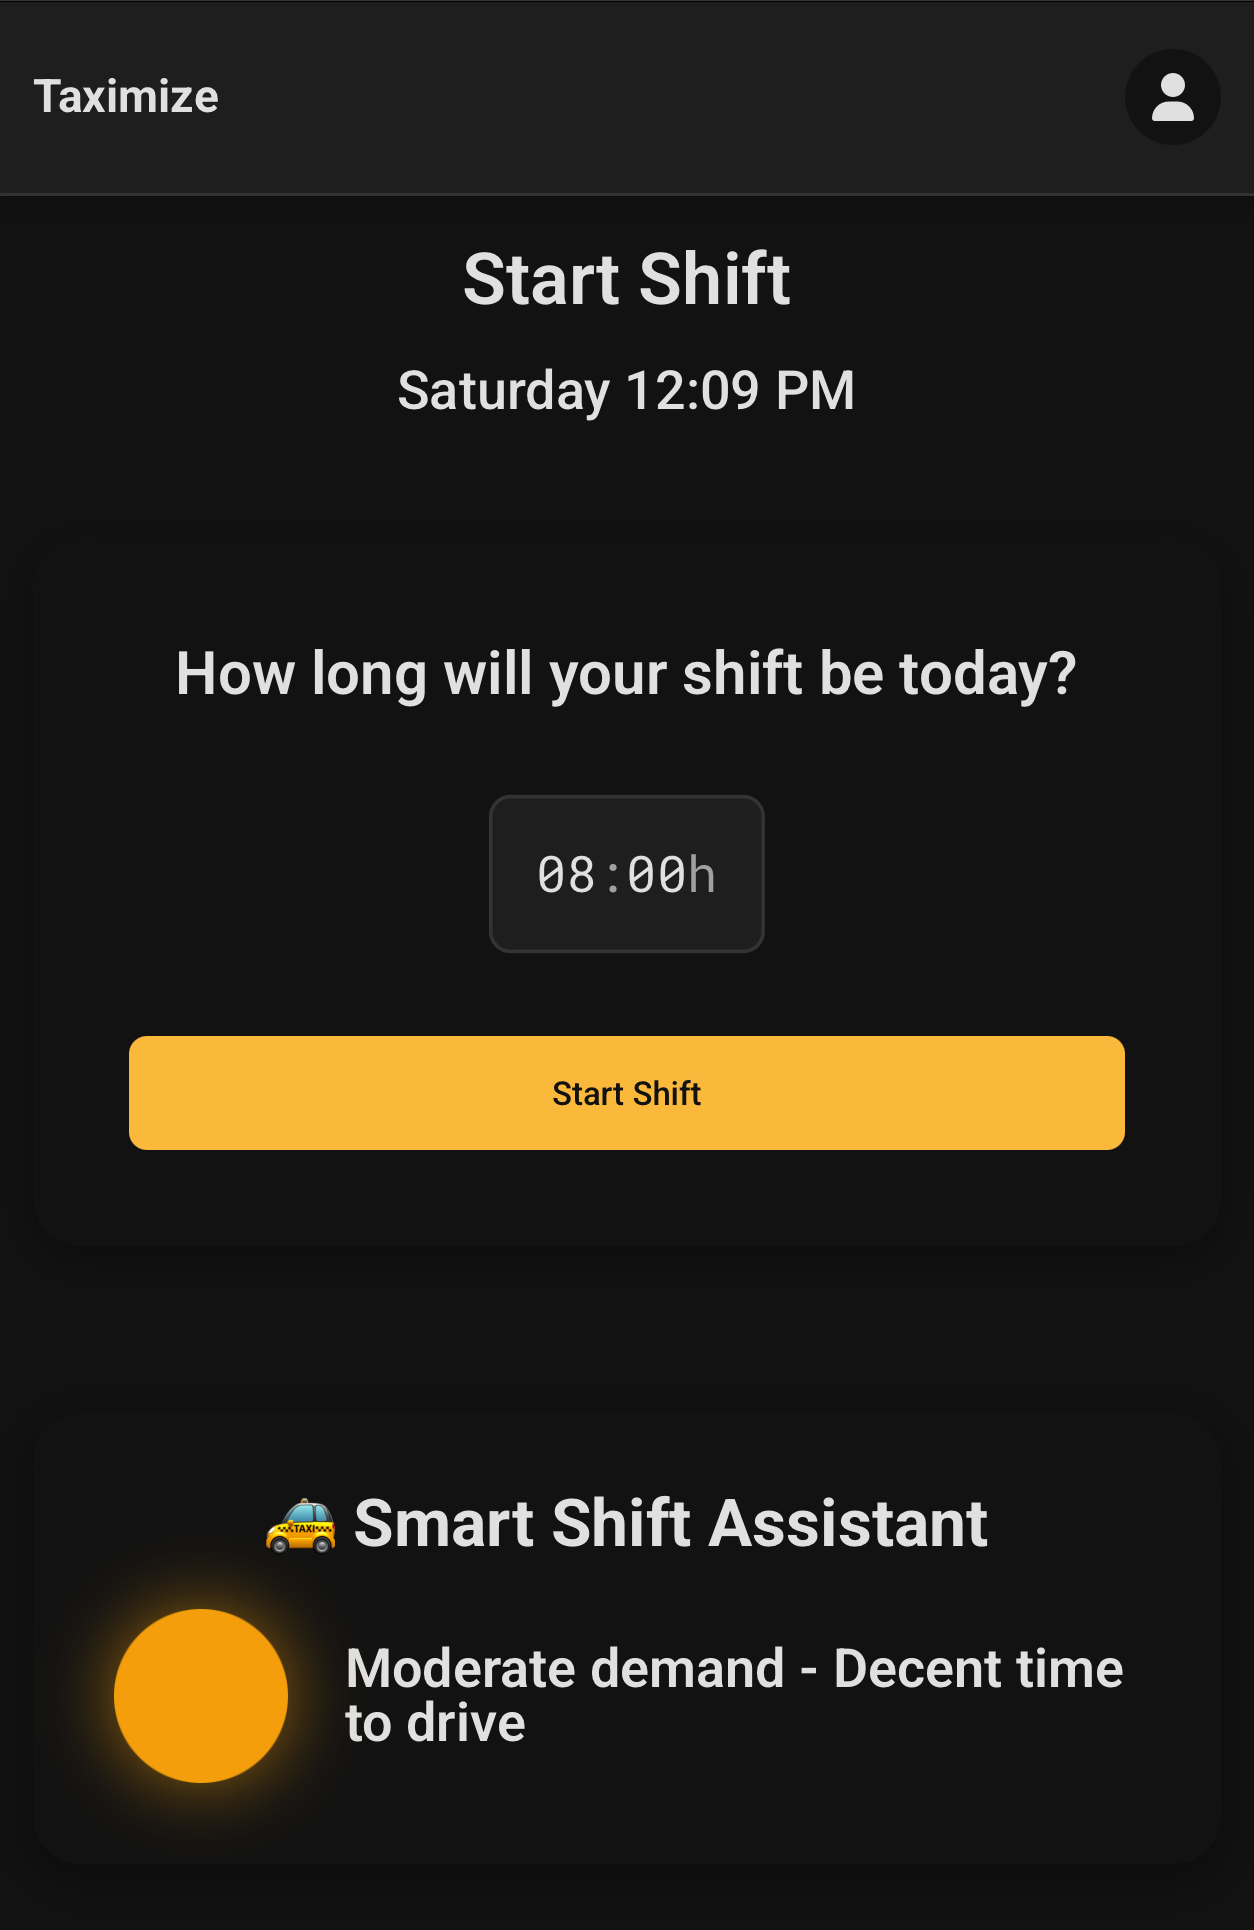 Taximize
Start Shift
Saturday 12:09 PM
How long will your shift be today?
08:00h
Start Shift
🚕 Smart Shift Assistant
Moderate demand - Decent time
to drive